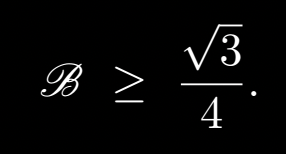 ℬ ≥ √3/4.